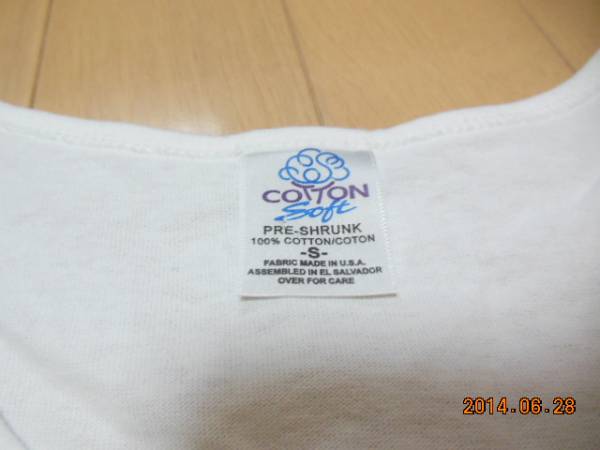 COTTON
Soft
PRE-SHRUNK
100% COTTON/COTON
-S-
FABRIC MADE IN U.S.A.
ASSEMBLED IN EL SALVADOR
OVER FOR CARE
2014.06.28